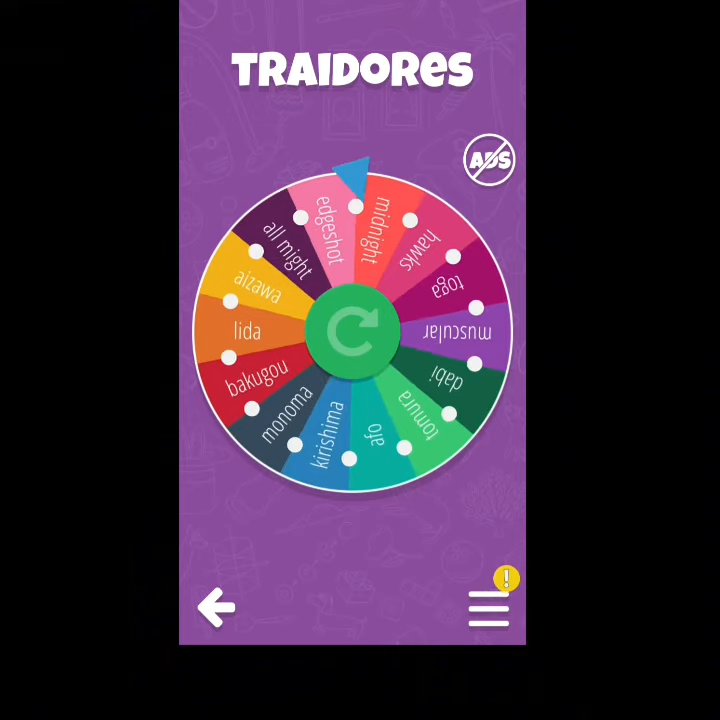 TRAIDORES
ADS
midnight
hawks
toga
muscular
dabi
tomura
afo
kirishima
monoma
bakugou
Iida
aizawa
all might
edgeshot
!